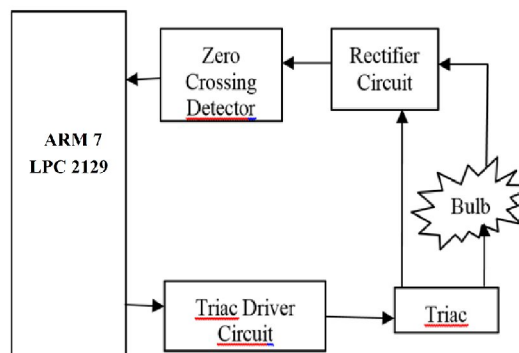 Zero
Crossing
Detector
Rectifier
Circuit
ARM 7
LPC 2129
Bulb
Triac Driver
Circuit
Triac